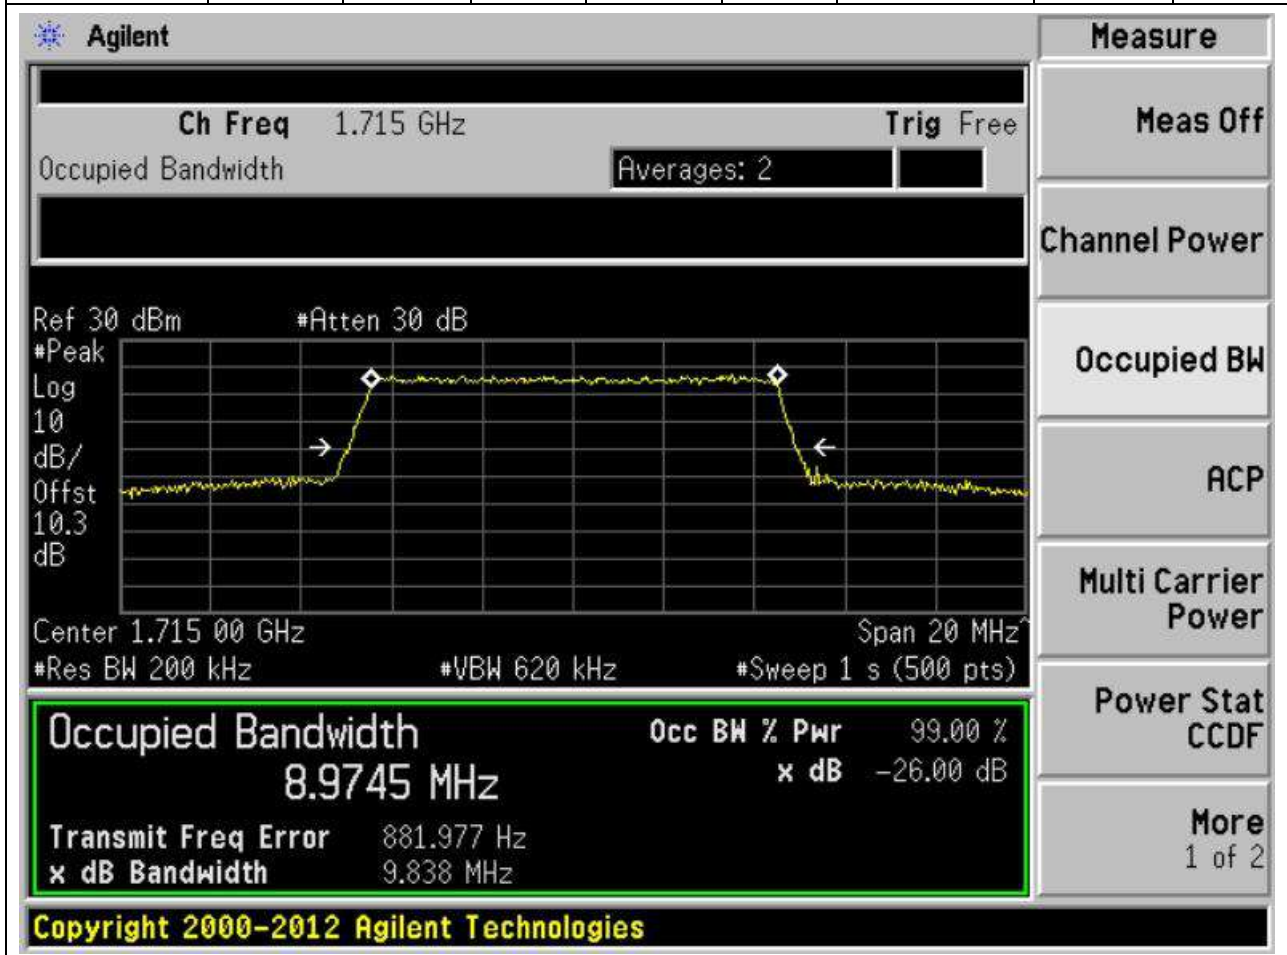 Agilent
Measure
Ch Freq 1.715 GHz Trig Free
Occupied Bandwidth Averages: 2
Ref 30 dBm #Atten 30 dB
#Peak
Log
10
dB/
Offst
10.3
dB
Center 1.715 00 GHz Span 20 MHz^
#Res BW 200 kHz #VBW 620 kHz #Sweep 1 s (500 pts)
Occupied Bandwidth
8.9745 MHz
Occ BW % Pwr 99.00 %
x dB -26.00 dB
Transmit Freq Error 881.977 Hz
x dB Bandwidth 9.838 MHz
Meas Off
Channel Power
Occupied BW
ACP
Multi Carrier
Power
Power Stat
CCDF
More
1 of 2
Copyright 2000-2012 Agilent Technologies